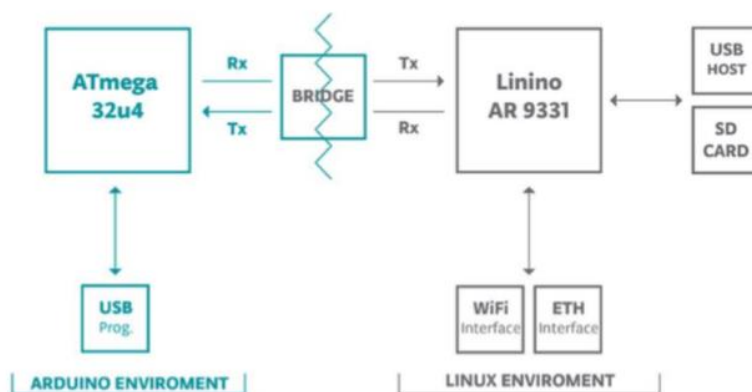 ATmega
32u4
Rx
Tx
BRIDGE
Tx
Rx
Linino
AR 9331
USB
HOST
SD
CARD
USB
Prog.
WiFi
Interface
ETH
Interface
ARDUINO ENVIROMENT
LINUX ENVIROMENT